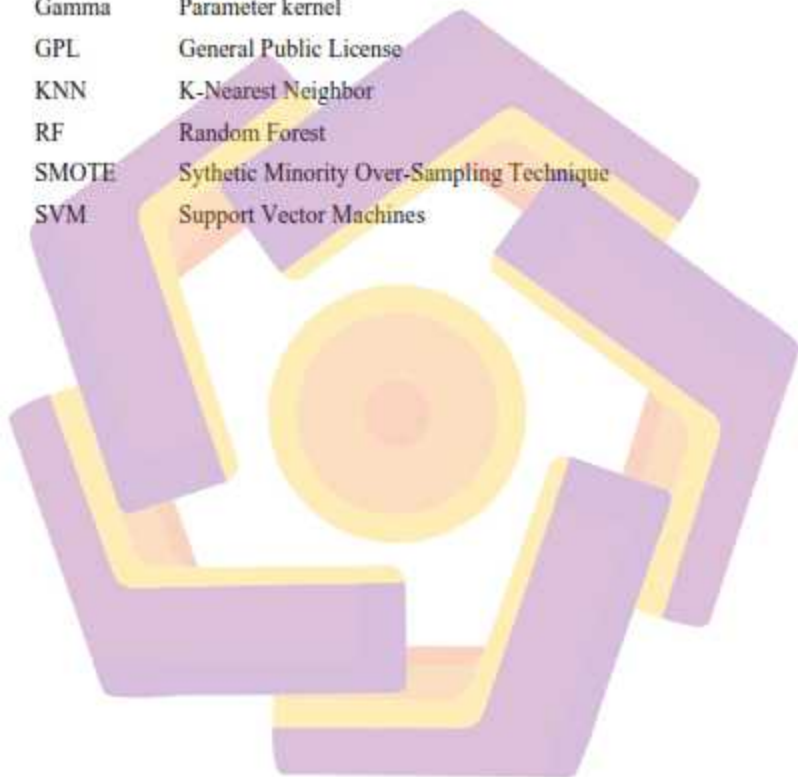 Gamma Parameter kernel
GPL General Public License
KNN K-Nearest Neighbor
RF Random Forest
SMOTE Sythetic Minority Over-Sampling Technique
SVM Support Vector Machines